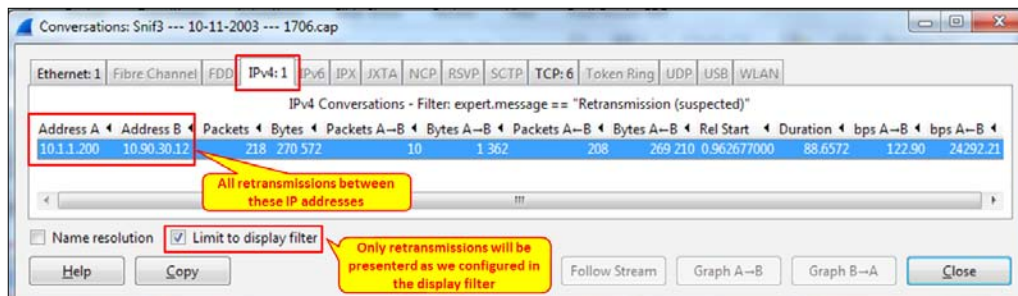 Conversations: Snif3 --- 10-11-2003 --- 1706.cap
Ethernet: 1 Fibre Channel FDD IPv4: 1 IPv6 IPX JXTA NCP RSVP SCTP TCP: 6 Token Ring UDP USB WLAN
IPv4 Conversations - Filter: expert.message == "Retransmission (suspected)"
Address A Address B Packets Bytes Packets A→B Bytes A→B Packets A←B Bytes A←B Rel Start Duration bps A→B bps A←B
10.1.1.200 10.90.30.12 218 270 572 10 1 362 208 269 210 0.962677000 88.6572 122.90 24292.21
All retransmissions between
these IP addresses
Name resolution Limit to display filter
Only retransmissions will be
presenterd as we configured in
the display filter
Help Copy Follow Stream Graph A→B Graph B→A Close